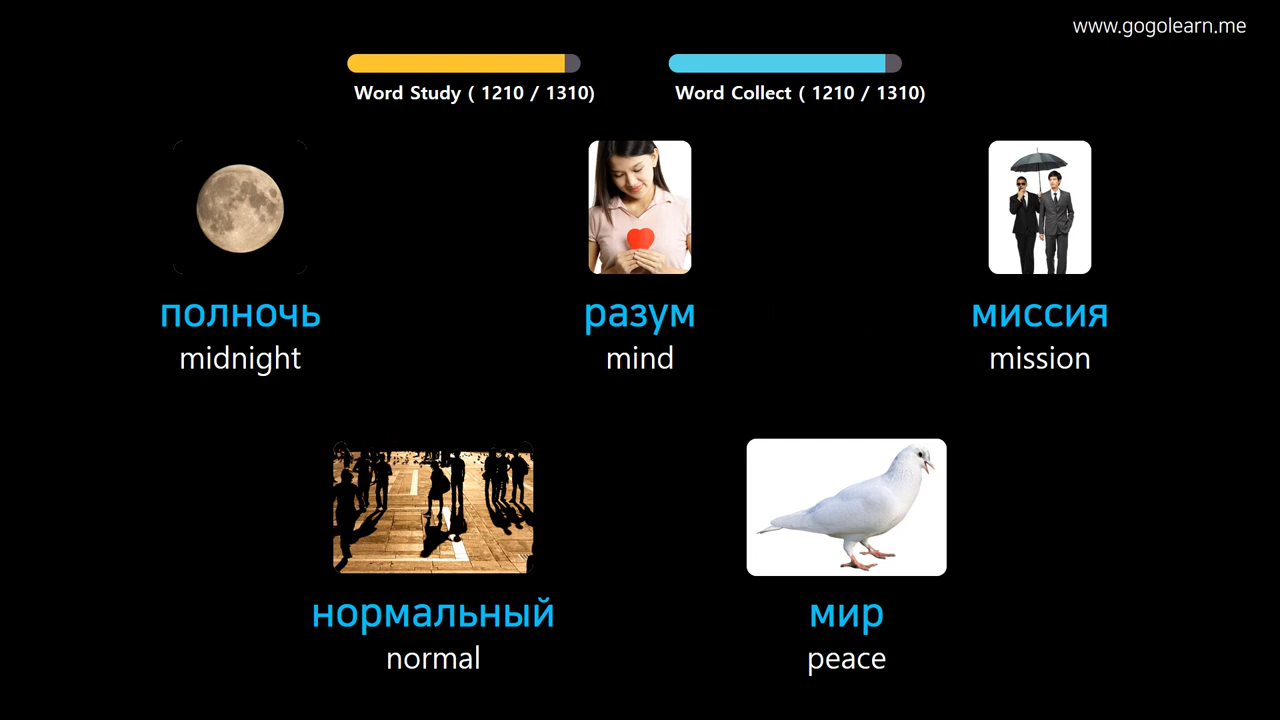 www.gogolearn.me
Word Study ( 1210 / 1310)
Word Collect ( 1210 / 1310)
полночь
midnight
разум
mind
миссия
mission
нормальный
normal
мир
peace